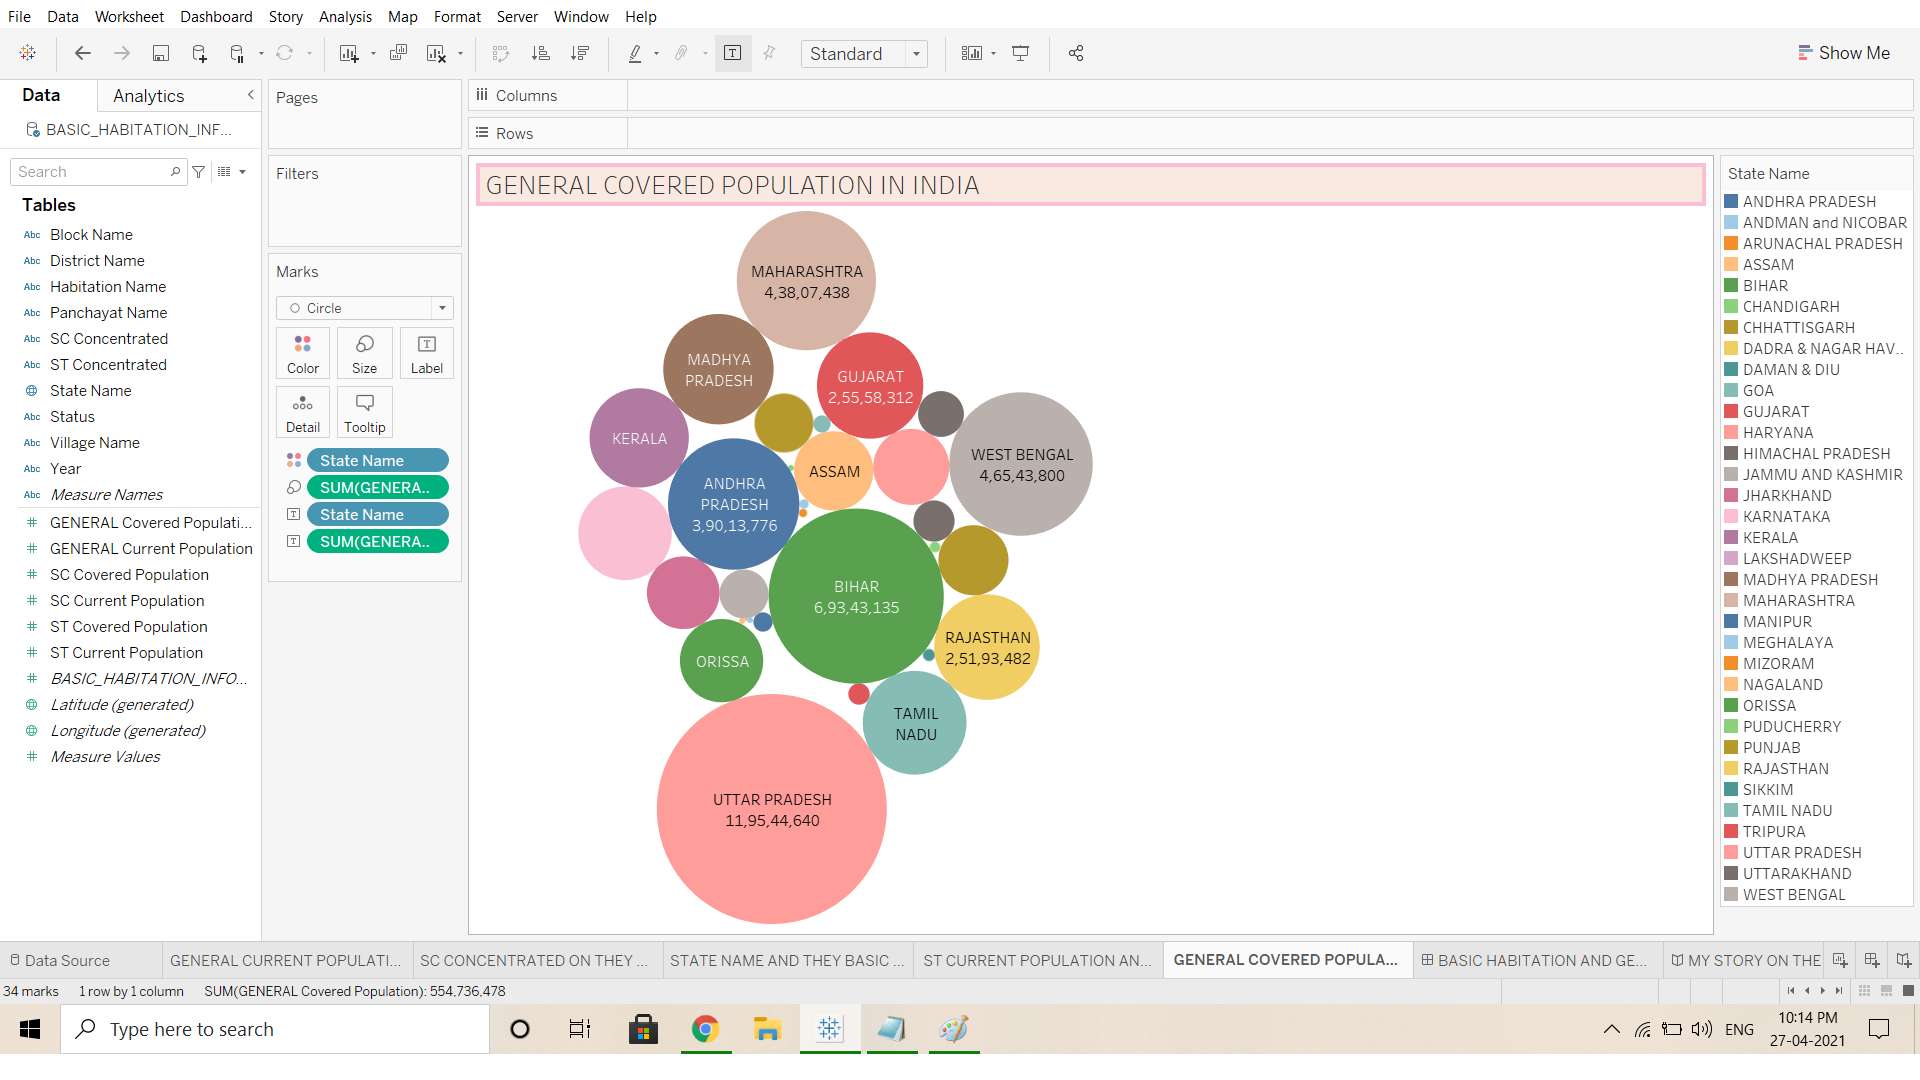 File Data Worksheet Dashboard Story Analysis Map Format Server Window Help
Standard
Show Me
Data Analytics
BASIC_HABITATION_INF...
Search
Tables
Abc Block Name
Abc District Name
Abc Habitation Name
Abc Panchayat Name
Abc SC Concentrated
Abc ST Concentrated
State Name
Abc Status
Abc Village Name
Abc Year
Abc Measure Names
GENERAL Covered Populati...
GENERAL Current Population
SC Covered Population
SC Current Population
ST Covered Population
ST Current Population
BASIC_HABITATION_INFO...
Latitude (generated)
Longitude (generated)
Measure Values
Pages
Filters
Marks
Circle
Color Size Label
Detail Tooltip
State Name
SUM(GENERA..
State Name
SUM(GENERA..
Columns
Rows
GENERAL COVERED POPULATION IN INDIA
MAHARASHTRA
4,38,07,438
MADHYA
PRADESH
GUJARAT
2,55,58,312
KERALA
ASSAM
WEST BENGAL
4,65,43,800
ANDHRA
PRADESH
3,90,13,776
BIHAR
6,93,43,135
RAJASTHAN
2,51,93,482
ORISSA
TAMIL
NADU
UTTAR PRADESH
11,95,44,640
State Name
ANDHRA PRADESH
ANDMAN and NICOBAR
ARUNACHAL PRADESH
ASSAM
BIHAR
CHANDIGARH
CHHATTISGARH
DADRA & NAGAR HAV..
DAMAN & DIU
GOA
GUJARAT
HARYANA
HIMACHAL PRADESH
JAMMU AND KASHMIR
JHARKHAND
KARNATAKA
KERALA
LAKSHADWEEP
MADHYA PRADESH
MAHARASHTRA
MANIPUR
MEGHALAYA
MIZORAM
NAGALAND
ORISSA
PUDUCHERRY
PUNJAB
RAJASTHAN
SIKKIM
TAMIL NADU
TRIPURA
UTTAR PRADESH
UTTARAKHAND
WEST BENGAL
Data Source GENERAL CURRENT POPULATI... SC CONCENTRATED ON THEY ... STATE NAME AND THEY BASIC ... ST CURRENT POPULATION AN... GENERAL COVERED POPULA... BASIC HABITATION AND GE... MY STORY ON THE
34 marks 1 row by 1 column SUM(GENERAL Covered Population): 554,736,478
Type here to search
ENG
10:14 PM
27-04-2021